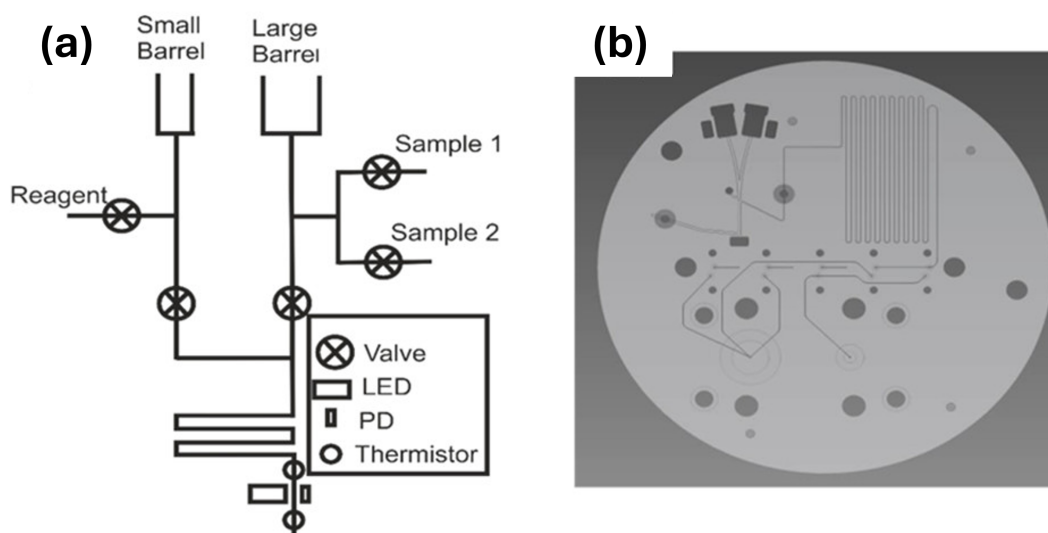 (a)
Small
Barrel
Large
Barrel
(b)
Sample 1
Reagent
Sample 2
Valve
LED
PD
Thermistor